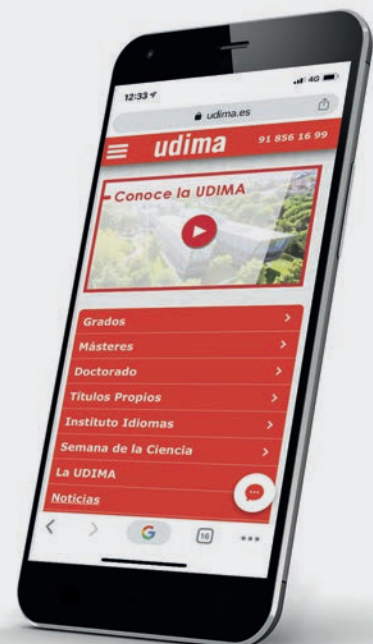 12:33
4G
udima.es
udima
91 856 16 99
Conoce la UDIMA
Grados
Másteres
Doctorado
Títulos Propios
Instituto Idiomas
Semana de la Ciencia
La UDIMA
Noticias
G
16